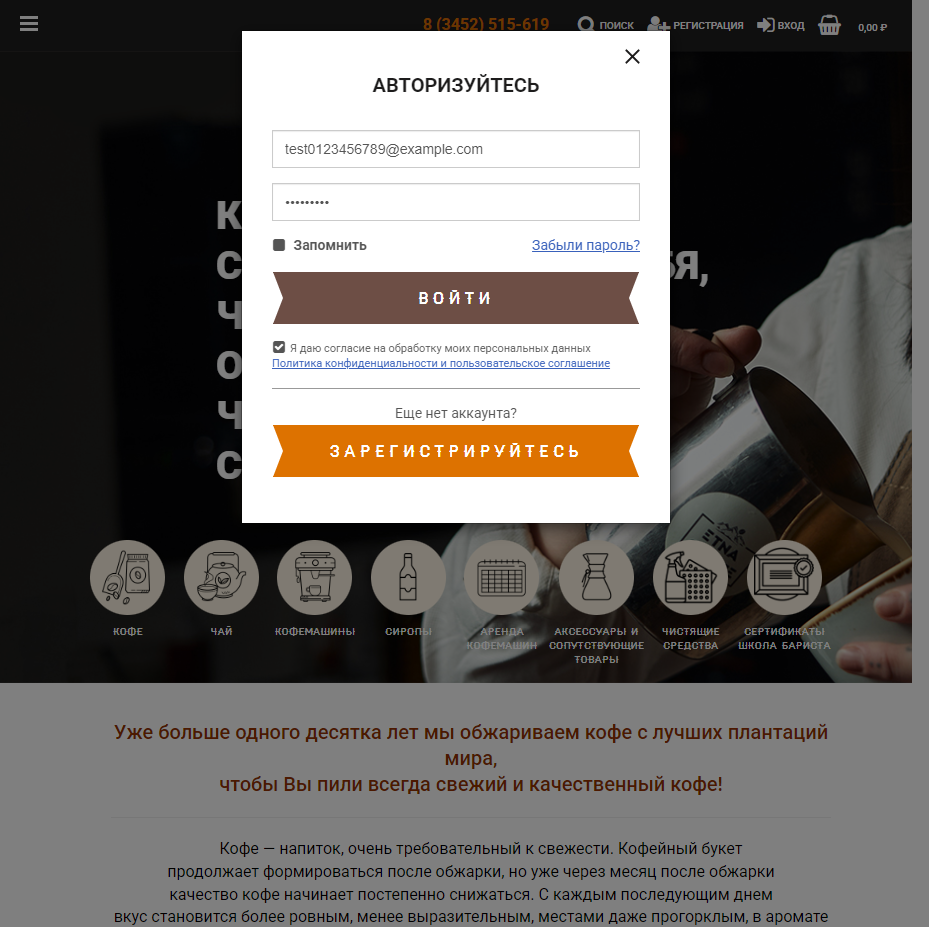 8 (3452) 515-619
ПОИСК
РЕГИСТРАЦИЯ
ВХОД
0,00 ₽
АВТОРИЗУЙТЕСЬ
test0123456789@example.com
•••••••••
Запомнить
Забыли пароль?
ВОЙТИ
Я даю согласие на обработку моих персональных данных
Политика конфиденциальности и пользовательское соглашение
Еще нет аккаунта?
ЗАРЕГИСТРИРУЙТЕСЬ
ETNA
КОФЕ
ЧАЙ
КОФЕМАШИНЫ
СИРОПЫ
АРЕНДА
КОФЕМАШИН
АКСЕССУАРЫ И
СОПУТСТВУЮЩИЕ
ТОВАРЫ
ЧИСТЯЩИЕ
СРЕДСТВА
СЕРТИФИКАТЫ
ШКОЛА БАРИСТА
Уже больше одного десятка лет мы обжариваем кофе с лучших плантаций
мира,
чтобы Вы пили всегда свежий и качественный кофе!
Кофе — напиток, очень требовательный к свежести. Кофейный букет
продолжает формироваться после обжарки, но уже через месяц после обжарки
качество кофе начинает постепенно снижаться. С каждым последующим днем
вкус становится более ровным, менее выразительным, местами даже прогорклым, в аромате